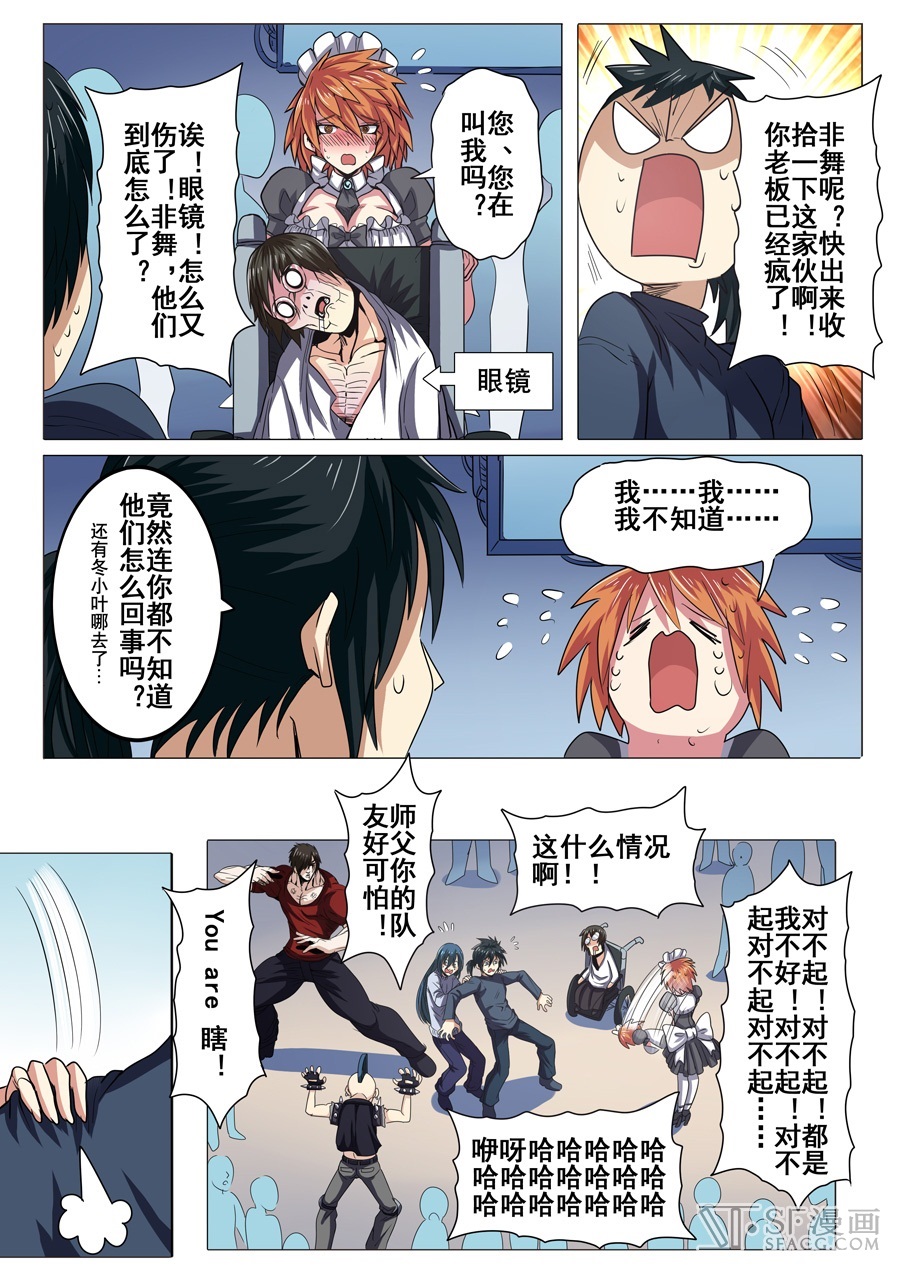 非舞呢？快出来收
拾一下这家伙啊！
你老板已经疯了！
您、您在
叫我吗？
诶！眼镜！怎么又
伤了！非舞，他们
到底怎么了？
眼镜
我……我……
我不知道……
竟然连你都不知道
他们怎么回事吗？
还有冬小叶哪去了…
对不起！对不起！都是
我不好！对不起！对不
起对不起对不起……
这什么情况
啊！！
师父你的队
友好可怕！
You are 瞎！
咿呀哈哈哈哈哈
哈哈哈哈哈哈哈
哈哈哈哈哈哈哈
SF漫画
SFACG.COM